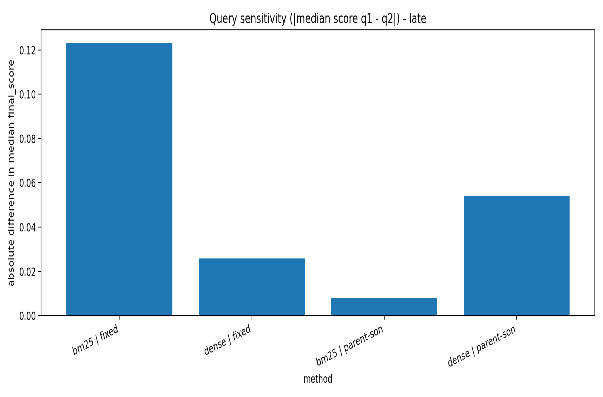 Query sensitivity (|median score q1 - q2|) - late
absolute difference in median final_score
0.12
0.10
0.08
0.06
0.04
0.02
0.00
bm25 | fixed
dense | fixed
bm25 | parent-son
dense | parent-son
method